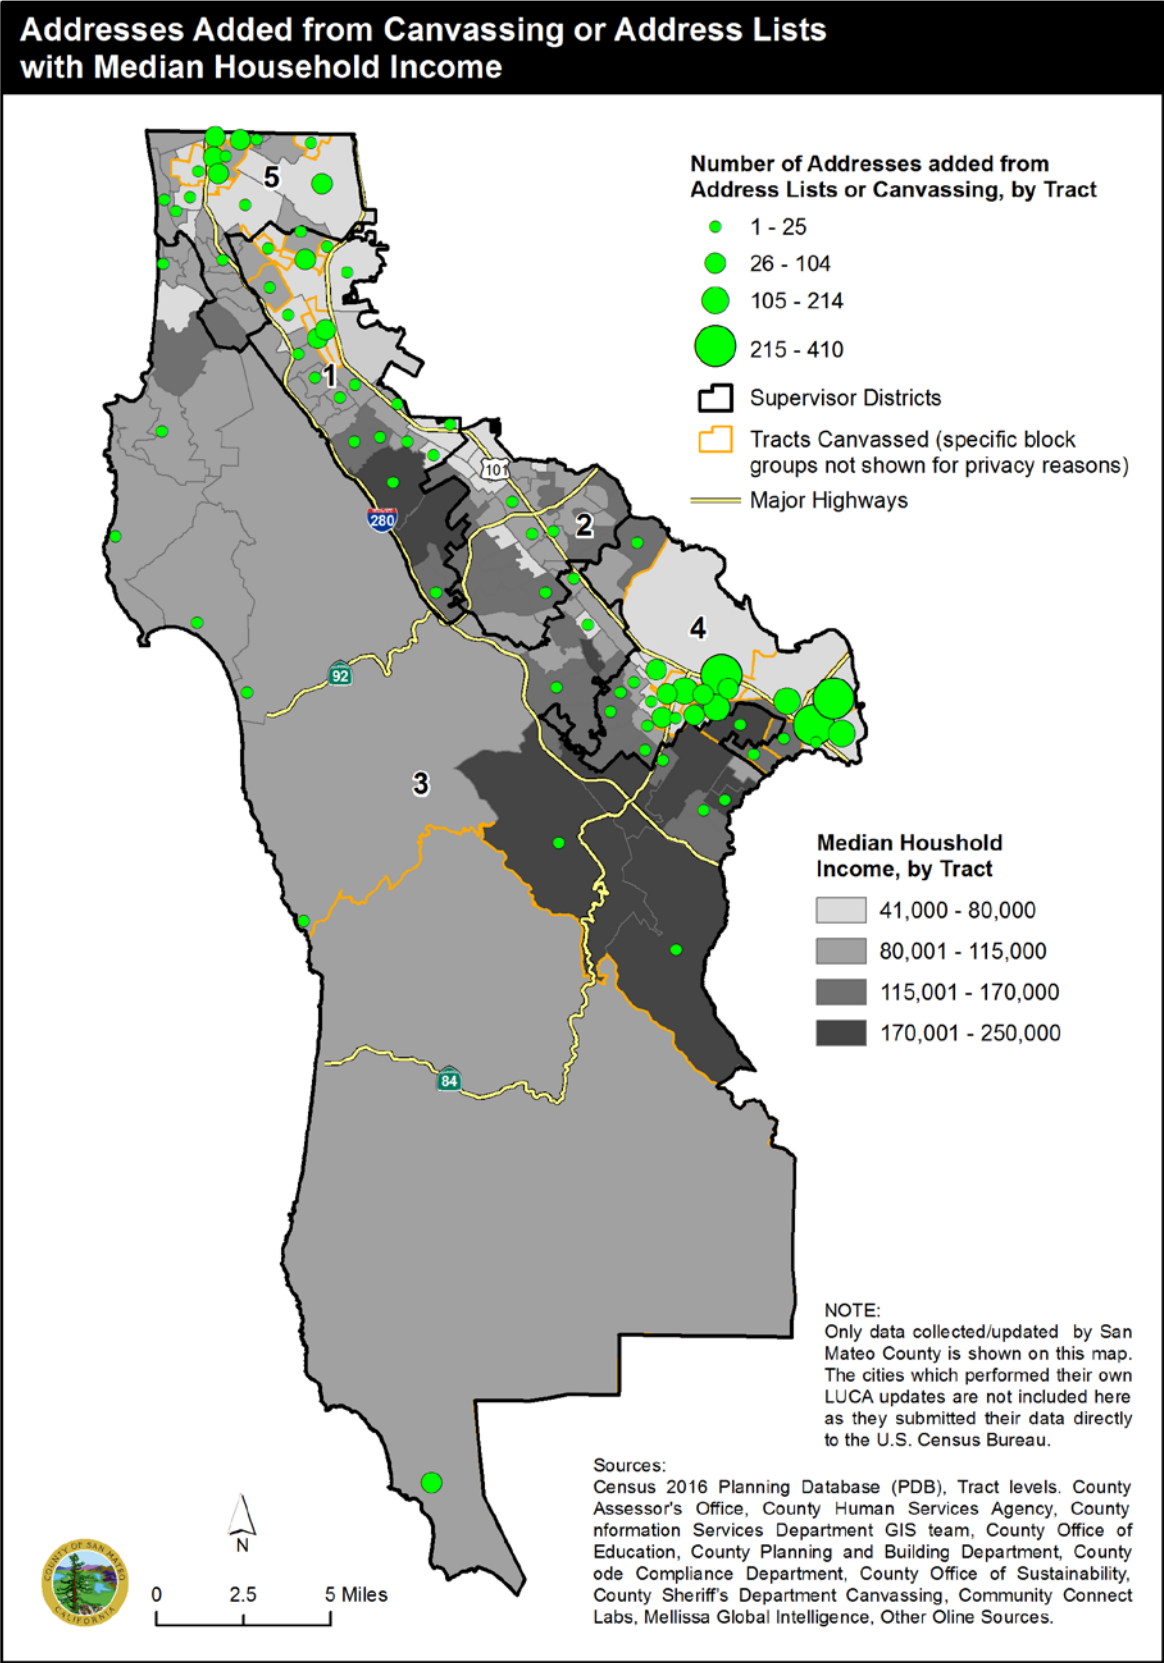 Addresses Added from Canvassing or Address Lists
with Median Household Income
Number of Addresses added from
Address Lists or Canvassing, by Tract
1 - 25
26 - 104
105 - 214
215 - 410
Supervisor Districts
Tracts Canvassed (specific block
groups not shown for privacy reasons)
Major Highways
5
1
101
280
2
4
92
3
84
Median Houshold
Income, by Tract
41,000 - 80,000
80,001 - 115,000
115,001 - 170,000
170,001 - 250,000
NOTE:
Only data collected/updated by San
Mateo County is shown on this map.
The cities which performed their own
LUCA updates are not included here
as they submitted their data directly
to the U.S. Census Bureau.
Sources:
Census 2016 Planning Database (PDB), Tract levels. County
Assessor's Office, County Human Services Agency, County
nformation Services Department GIS team, County Office of
Education, County Planning and Building Department, County
ode Compliance Department, County Office of Sustainability,
County Sheriff's Department Canvassing, Community Connect
Labs, Mellissa Global Intelligence, Other Oline Sources.
N
COUNTY OF SAN MATEO
CALIFORNIA
0 2.5 5 Miles